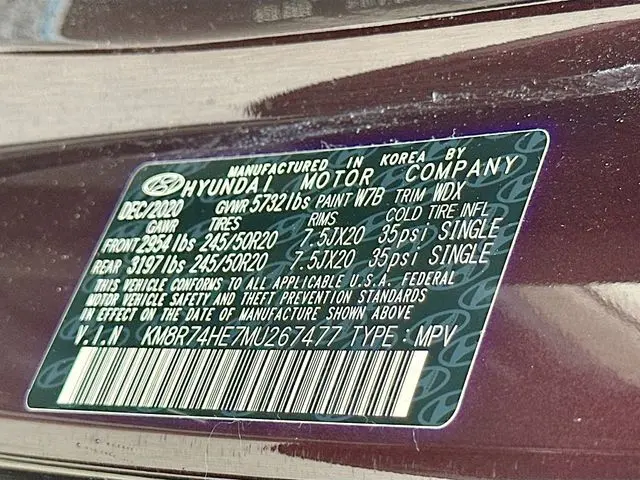 MANUFACTURED IN KOREA BY
HYUNDAI MOTOR COMPANY
DEC/2020 GVWR 5732 lbs PAINT W7B TRIM WDX
GAWR TIRES RIMS COLD TIRE INFL
FRONT 2954 lbs 245/50R20 7.5JX20 35psi SINGLE
REAR 3197 lbs 245/50R20 7.5JX20 35psi SINGLE
THIS VEHICLE CONFORMS TO ALL APPLICABLE U.S.A. FEDERAL
MOTOR VEHICLE SAFETY AND THEFT PREVENTION STANDARDS
IN EFFECT ON THE DATE OF MANUFACTURE SHOWN ABOVE.
V.I.N KM8R74HE7MU267477 TYPE : MPV